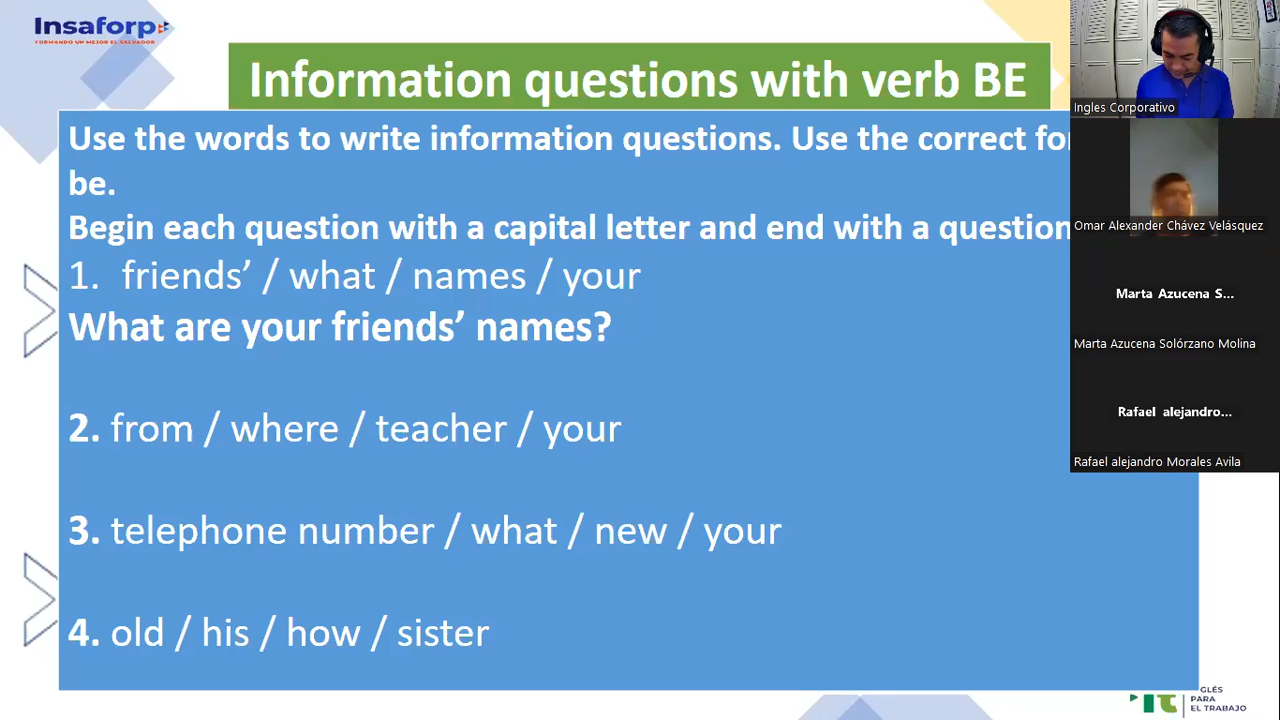 Insaforp
FORMANDO UN MEJOR EL SALVADOR
Information questions with verb BE
Use the words to write information questions. Use the correct for
be.
Begin each question with a capital letter and end with a question
1. friends’ / what / names / your
What are your friends’ names?
2. from / where / teacher / your
3. telephone number / what / new / your
4. old / his / how / sister
Ingles Corporativo
Omar Alexander Chávez Velásquez
Marta Azucena S...
Marta Azucena Solórzano Molina
Rafael alejandro...
Rafael alejandro Morales Avila
GLÉS
PARA
EL TRABAJO